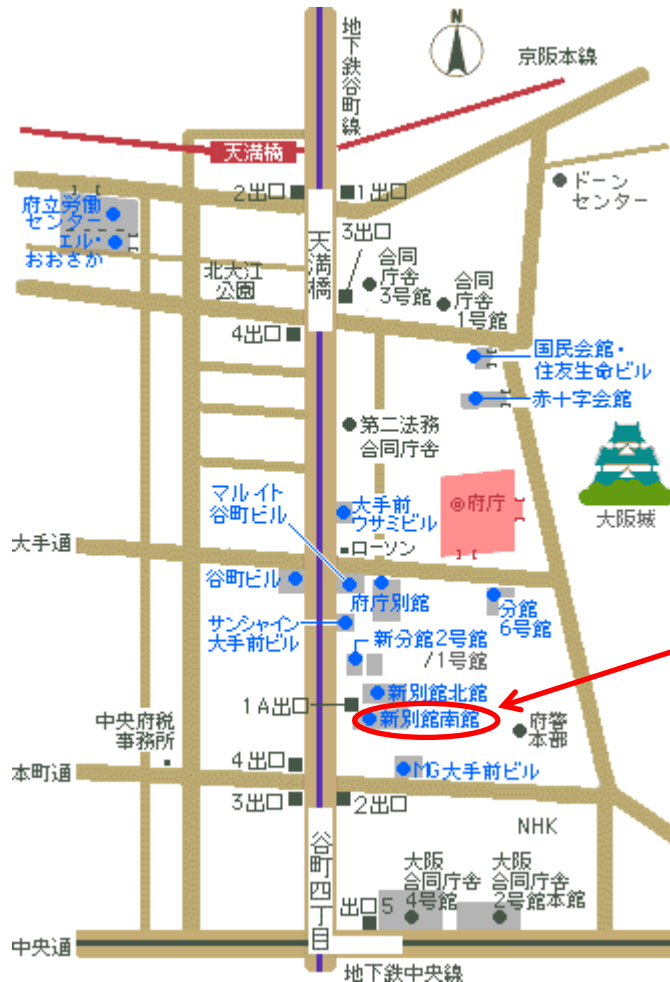 N
地下鉄谷町線
京阪本線
天満橋
2出口
1出口
ドーン
センター
府立労働
センター
エル・
おおさか
天満橋
3出口
北大江
公園
合同
庁舎
3号館
合同
庁舎
1号館
4出口
国民会館・
住友生命ビル
赤十字会館
第二法務
合同庁舎
大阪城
マルイト
谷町ビル
大手前
ウサミビル
◎府庁
大手通
ローソン
谷町ビル
府庁別館
分館
6号館
サンシャイン
大手前ビル
新分館2号館
/1号館
新別館北館
1A出口
新別館南館
中央府税
事務所
府警
本部
本町通
4出口
MG大手前ビル
3出口
2出口
NHK
谷町四丁目
大阪
合同庁舎
4号館
大阪
合同庁舎
2号館本館
出口5
中央通
地下鉄中央線